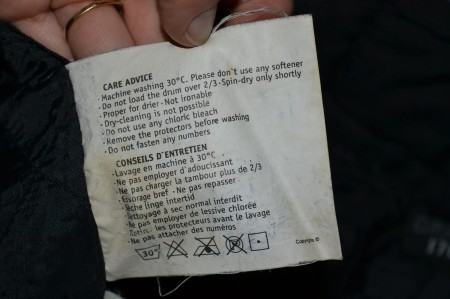 CARE ADVICE
· Machine washing 30°C. Please don't use any softener
· Do not load the drum over 2/3 · Spin-dry only shortly
· Proper for drier · Not ironable
· Dry-cleaning is not possible
· Do not use any chloric bleach
· Remove the protectors before washing
· Do not fasten any numbers
CONSEILS D'ENTRETIEN
· Lavage en machine à 30°C
· Ne pas employer d'adoucissant
· Ne pas charger la tambour plus de 2/3
· Essorage bref · Ne pas repasser
· Sèche linge interdit
· Nettoyage à sec normal interdit
· Ne pas employer de lessive chlorée
les protecteurs avant le lavage
· Ne pas attacher des numéros
30°
Copyright ©